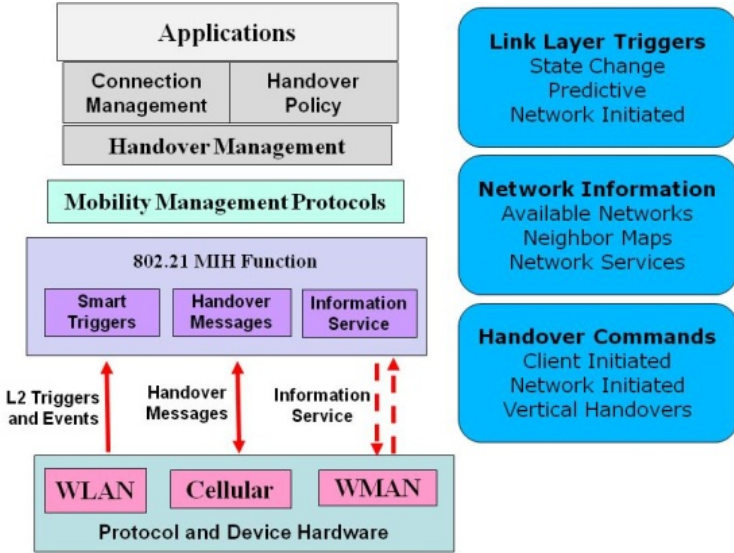 Applications
Connection
Management
Handover
Policy
Handover Management
Mobility Management Protocols
802.21 MIH Function
Smart
Triggers
Handover
Messages
Information
Service
L2 Triggers
and Events
Handover
Messages
Information
Service
WLAN
Cellular
WMAN
Protocol and Device Hardware
Link Layer Triggers
State Change
Predictive
Network Initiated
Network Information
Available Networks
Neighbor Maps
Network Services
Handover Commands
Client Initiated
Network Initiated
Vertical Handovers